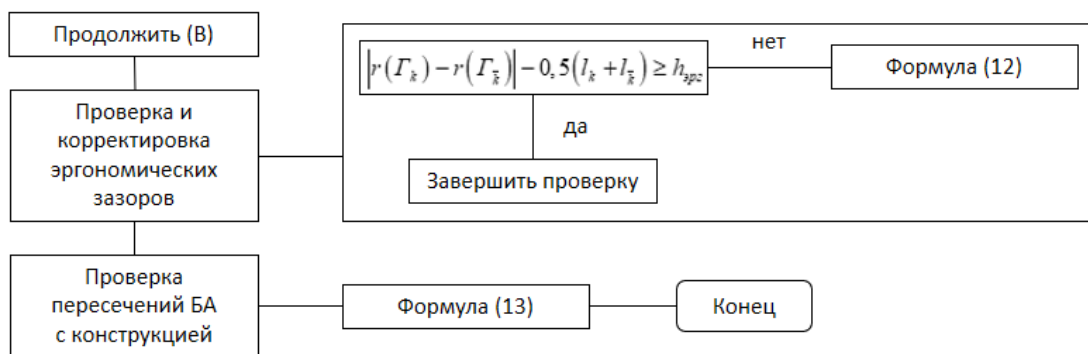 Продолжить (В)
Проверка и
корректировка
эргономических
зазоров
|r(Γ_k) − r(Γ_k̄)| − 0,5(l_k + l_k̄) ≥ h_эрг
нет
Формула (12)
да
Завершить проверку
Проверка
пересечений БА
с конструкцией
Формула (13)
Конец